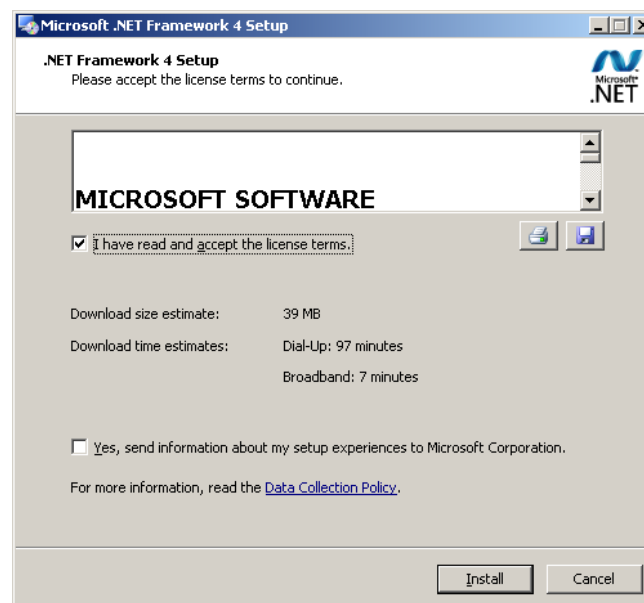 Microsoft .NET Framework 4 Setup
.NET Framework 4 Setup
Please accept the license terms to continue.
Microsoft
.NET
MICROSOFT SOFTWARE
I have read and accept the license terms.
Download size estimate: 39 MB
Download time estimates: Dial-Up: 97 minutes
Broadband: 7 minutes
Yes, send information about my setup experiences to Microsoft Corporation.
For more information, read the Data Collection Policy.
Install Cancel